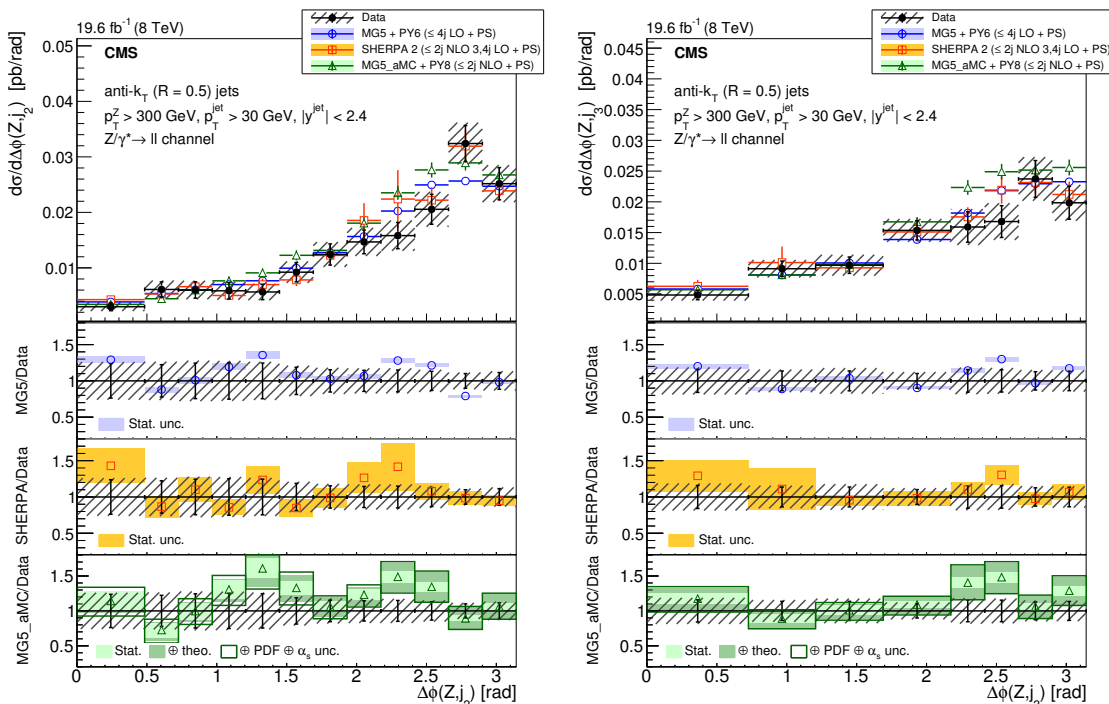 19.6 fb⁻¹ (8 TeV)
Data
MG5 + PY6 (≤ 4j LO + PS)
SHERPA 2 (≤ 2j NLO 3,4j LO + PS)
MG5_aMC + PY8 (≤ 2j NLO + PS)
CMS
anti-k_T (R = 0.5) jets
p_T^Z > 300 GeV, p_T^jet > 30 GeV, |y^jet| < 2.4
Z/γ*→ ll channel
dσ/dΔφ(Z,j_2) [pb/rad]
0.05
0.04
0.03
0.02
0.01
MG5/Data
1.5
1
0.5
Stat. unc.
SHERPA/Data
1.5
1
0.5
Stat. unc.
MG5_aMC/Data
1.5
1
0.5
Stat. ⊕ theo. ⊕ PDF ⊕ α_s unc.
0 0.5 1 1.5 2 2.5 3
Δφ(Z,j_2) [rad]
19.6 fb⁻¹ (8 TeV)
Data
MG5 + PY6 (≤ 4j LO + PS)
SHERPA 2 (≤ 2j NLO 3,4j LO + PS)
MG5_aMC + PY8 (≤ 2j NLO + PS)
CMS
anti-k_T (R = 0.5) jets
p_T^Z > 300 GeV, p_T^jet > 30 GeV, |y^jet| < 2.4
Z/γ*→ ll channel
dσ/dΔφ(Z,j_3) [pb/rad]
0.045
0.04
0.035
0.03
0.025
0.02
0.015
0.01
0.005
MG5/Data
1.5
1
0.5
Stat. unc.
SHERPA/Data
1.5
1
0.5
Stat. unc.
MG5_aMC/Data
1.5
1
0.5
Stat. ⊕ theo. ⊕ PDF ⊕ α_s unc.
0 0.5 1 1.5 2 2.5 3
Δφ(Z,j_3) [rad]